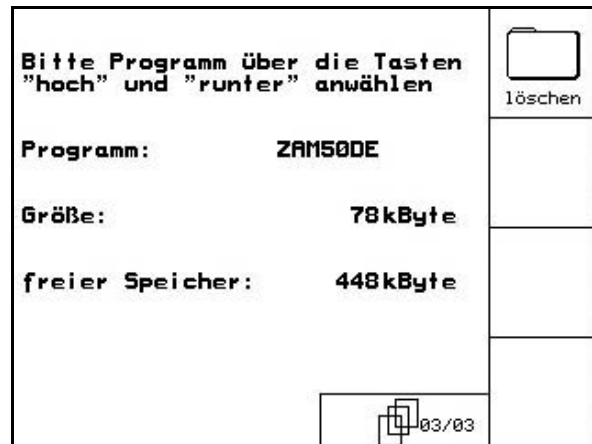 Bitte Programm über die Tasten
”hoch” und ”runter” anwählen
löschen
Programm: ZAM50DE
Größe: 78kByte
freier Speicher: 448kByte
03/03